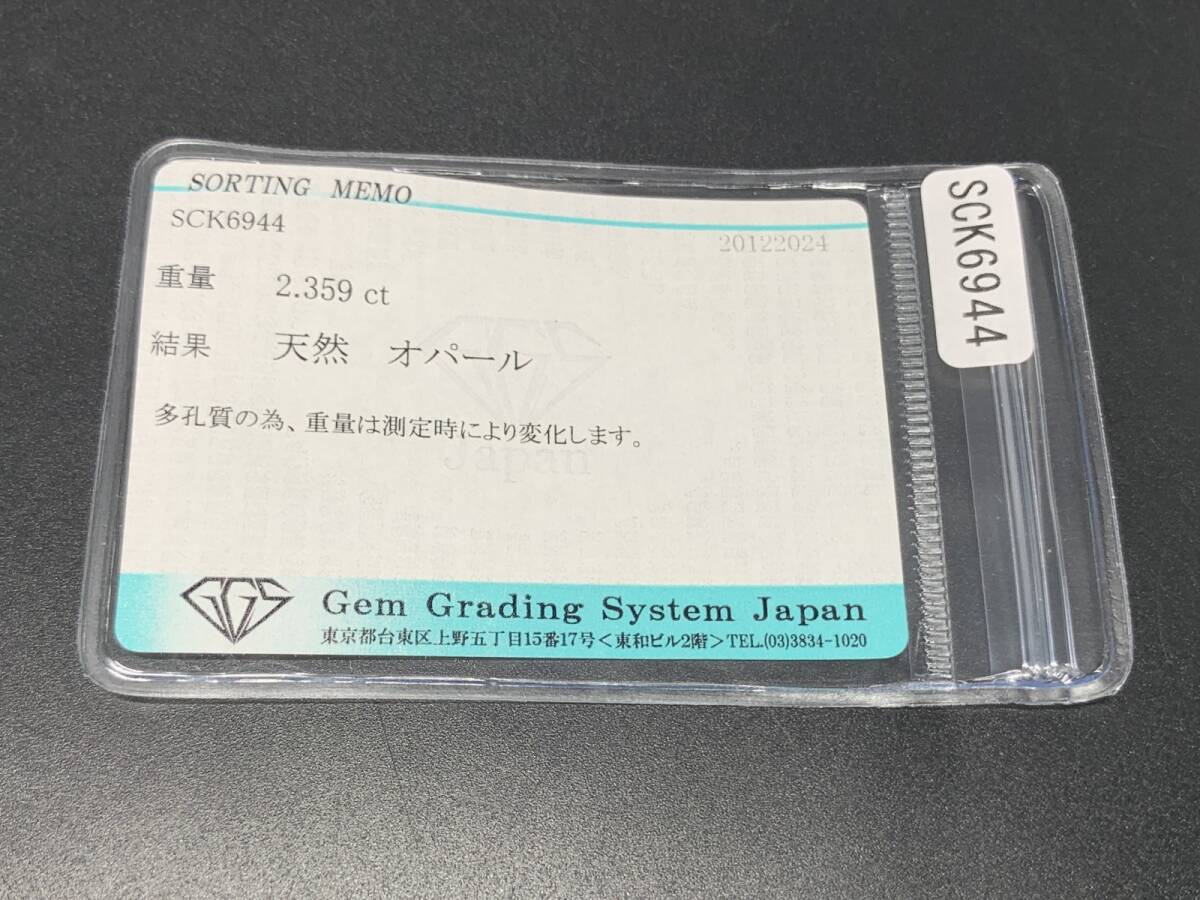 SORTING MEMO
SCK6944
20122024
重量 2.359 ct
結果 天然 オパール
多孔質の為、重量は測定時により変化します。
GGS
Japan
GGS Gem Grading System Japan
東京都台東区上野五丁目15番17号＜東和ビル2階＞TEL.(03)3834-1020
SCK6944